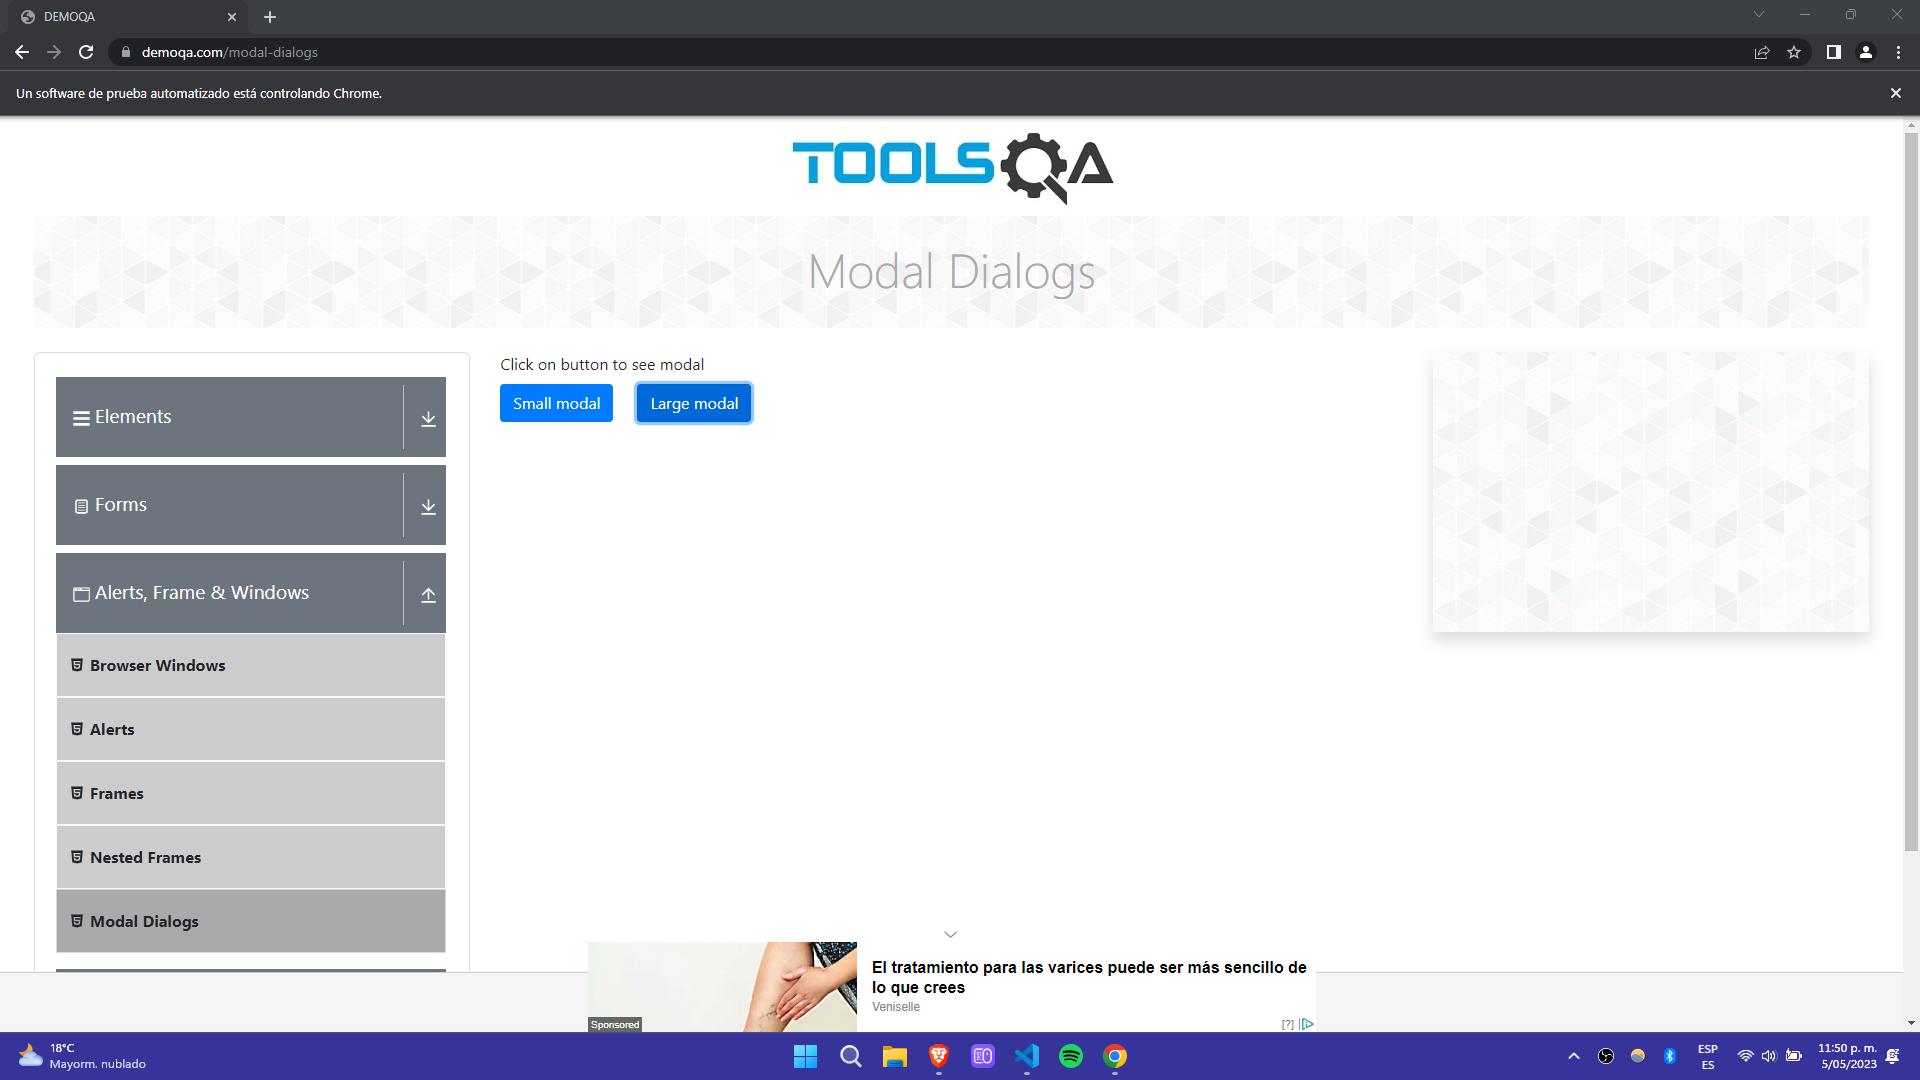 DEMOQA
demoqa.com/modal-dialogs
Un software de prueba automatizado está controlando Chrome.
TOOLSQA
Modal Dialogs
Elements
Forms
Alerts, Frame & Windows
Browser Windows
Alerts
Frames
Nested Frames
Modal Dialogs
Click on button to see modal
Small modal
Large modal
El tratamiento para las varices puede ser más sencillo de
lo que crees
Veniselle
Sponsored
[?]
18°C
Mayorm. nublado
ESP
ES
11:50 p. m.
5/05/2023